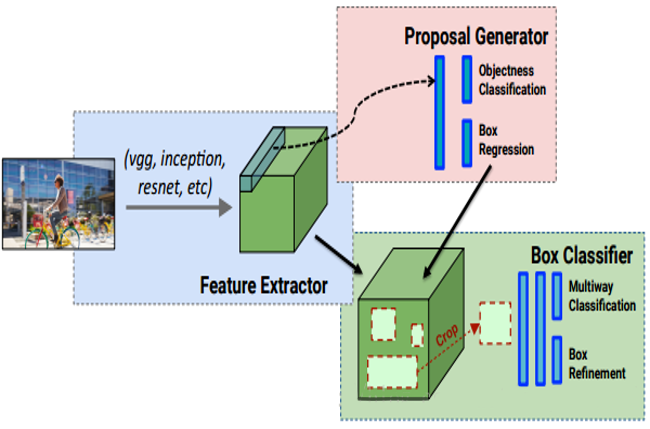 Proposal Generator
Objectness
Classification
Box
Regression
(vgg, inception,
resnet, etc)
Feature Extractor
Box Classifier
Multiway
Classification
Crop
Box
Refinement